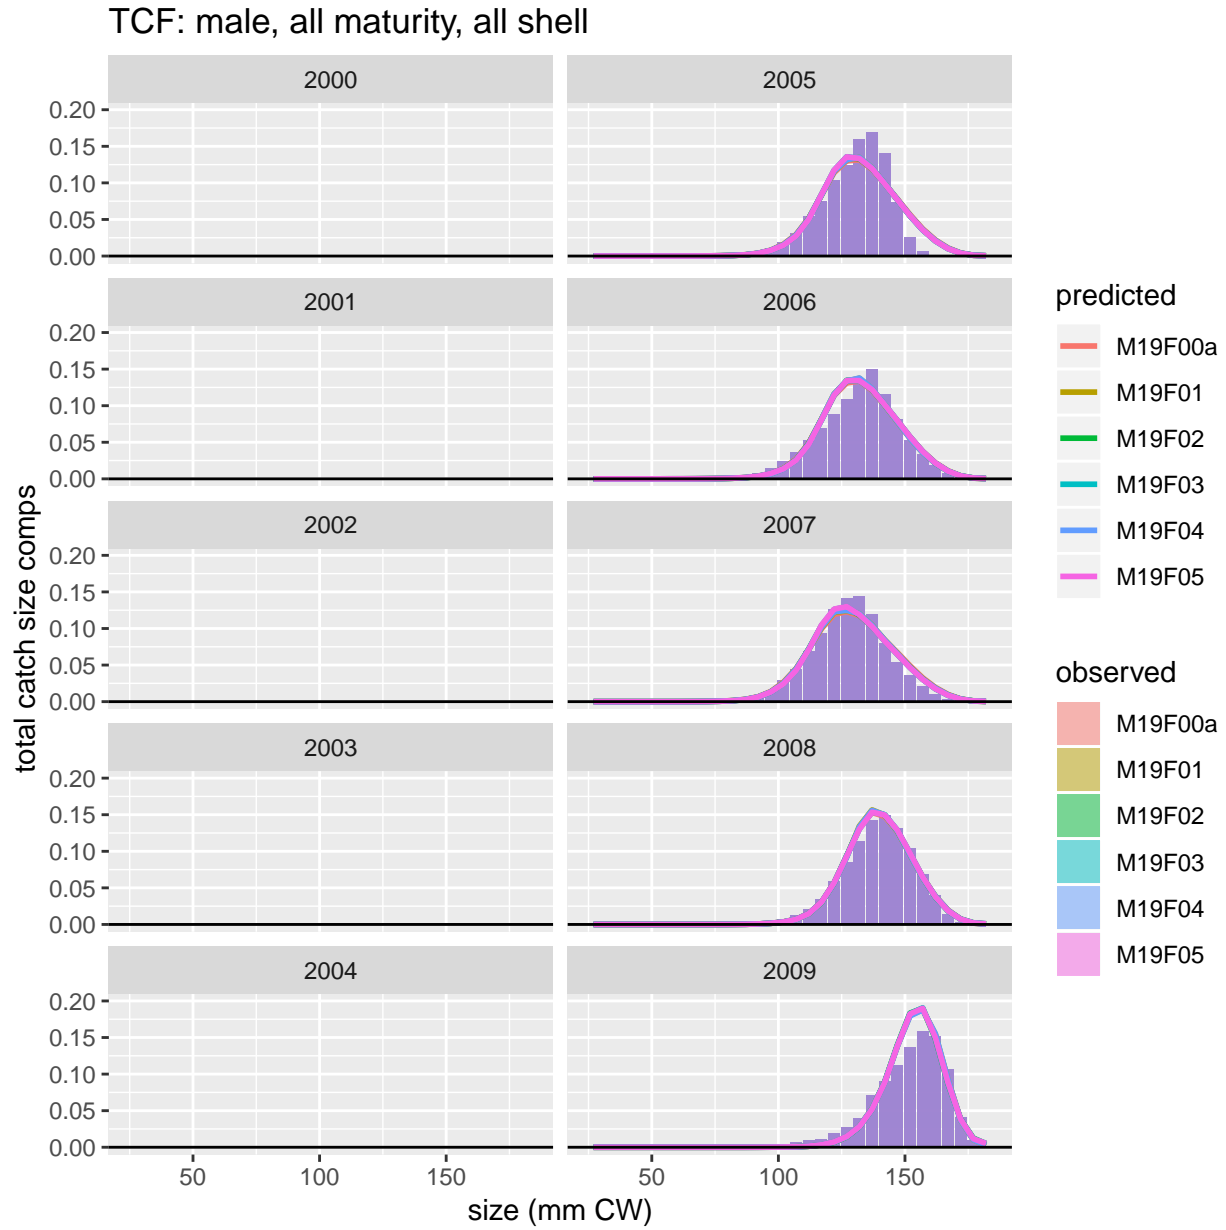 TCF: male, all maturity, all shell
2000 2005
0.20
0.15
0.10
0.05
0.00
2001 2006
0.20
0.15
0.10
0.05
0.00
2002 2007
0.20
0.15
0.10
0.05
0.00
2003 2008
0.20
0.15
0.10
0.05
0.00
2004 2009
0.20
0.15
0.10
0.05
0.00
50 100 150 50 100 150
size (mm CW)
total catch size comps
predicted
M19F00a
M19F01
M19F02
M19F03
M19F04
M19F05
observed
M19F00a
M19F01
M19F02
M19F03
M19F04
M19F05